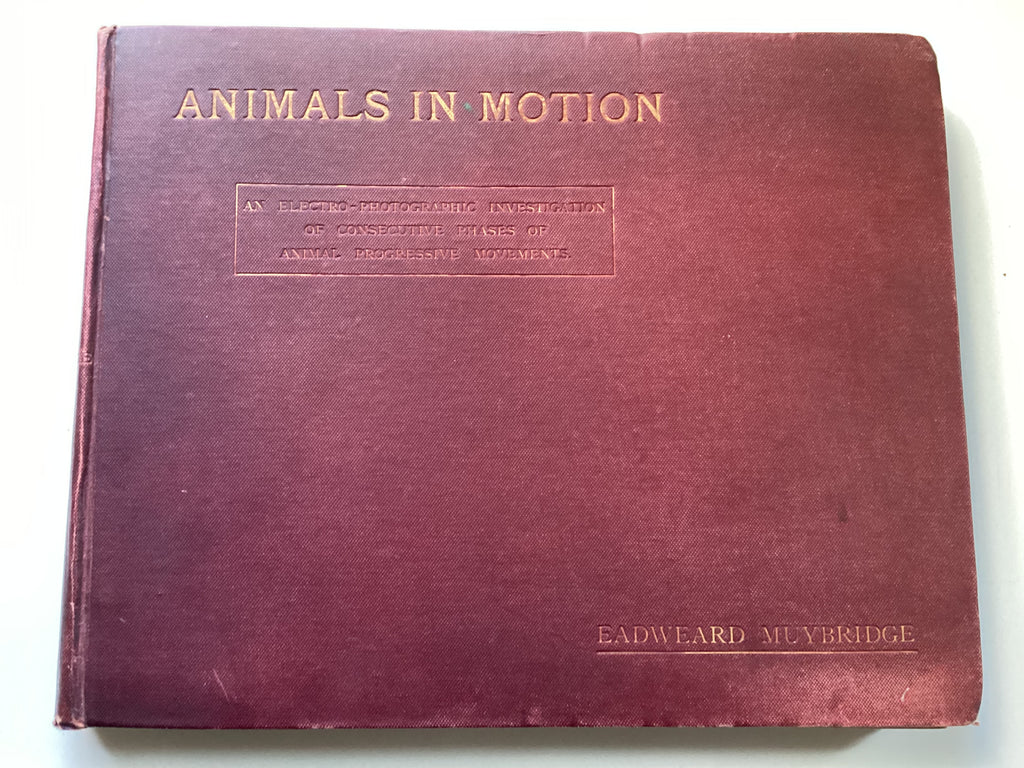 ANIMALS IN MOTION
AN ELECTRO-PHOTOGRAPHIC INVESTIGATION
OF CONSECUTIVE PHASES OF
ANIMAL PROGRESSIVE MOVEMENTS.
EADWEARD MUYBRIDGE